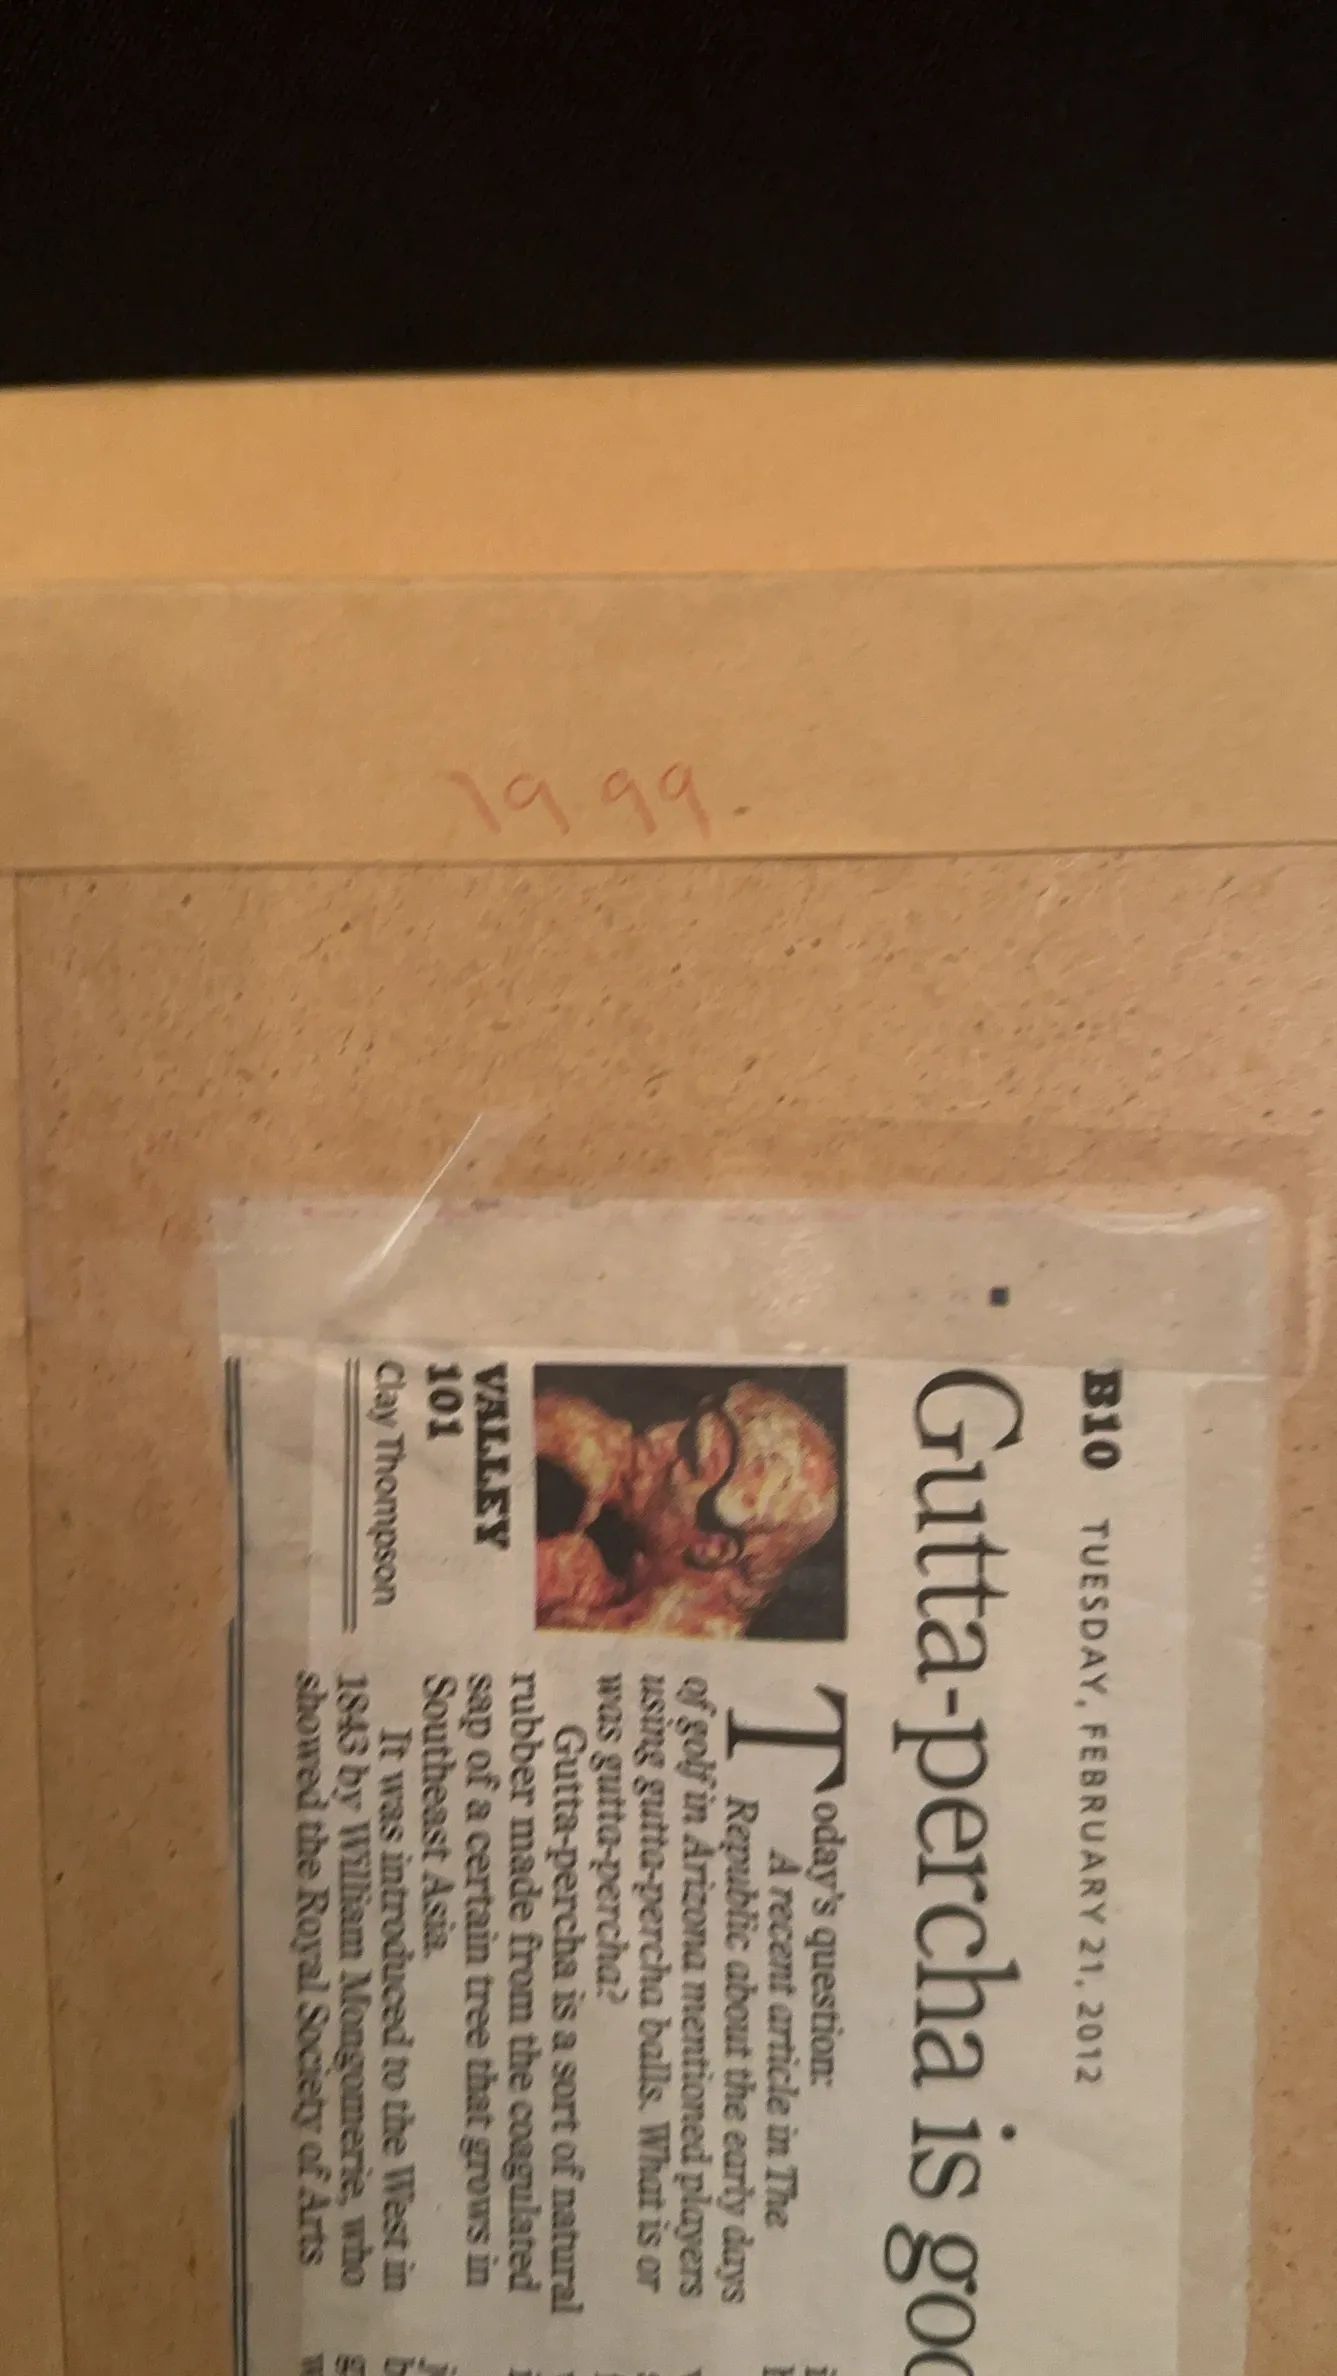 19.99.
B10 TUESDAY, FEBRUARY 21, 2012
Gutta-percha is
VALLEY
101
Clay Thompson
Today's question:
A recent article in The
Republic about the early days
of golf in Arizona mentioned players
using gutta-percha balls. What is or
was gutta-percha?
Gutta-percha is a sort of natural
rubber made from the coagulated
sap of a certain tree that grows in
Southeast Asia.
It was introduced to the West in
1843 by William Mongomerie, who
showed the Royal Society of Arts